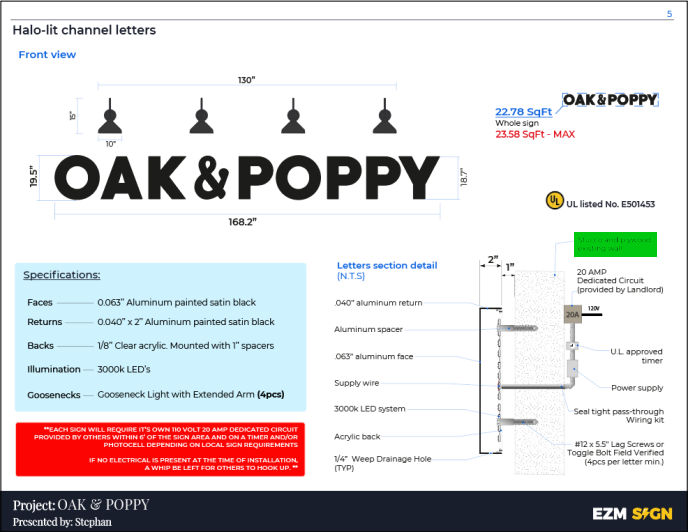 5
Halo-lit channel letters
Front view
130"
15"
10"
OAK & POPPY
19.5"
18.7"
168.2"
OAK & POPPY
22.78 SqFt
Whole sign
23.58 SqFt - MAX
UL
UL listed No. E501453
Specifications:
Faces 0.063" Aluminum painted satin black
Returns 0.040" x 2" Aluminum painted satin black
Backs 1/8" Clear acrylic. Mounted with 1" spacers
Illumination 3000k LED's
Goosenecks Gooseneck Light with Extended Arm (4pcs)
**EACH SIGN WILL REQUIRE IT'S OWN 110 VOLT 20 AMP DEDICATED CIRCUIT
PROVIDED BY OTHERS WITHIN 6' OF THE SIGN AREA AND ON A TIMER AND/OR
PHOTOCELL DEPENDING ON LOCAL SIGN REQUIREMENTS
IF NO ELECTRICAL IS PRESENT AT THE TIME OF INSTALLATION,
A WHIP BE LEFT FOR OTHERS TO HOOK UP. **
Letters section detail
(N.T.S)
2"
1"
.040" aluminum return
Aluminum spacer
.063" aluminum face
Supply wire
3000k LED system
Acrylic back
1/4" Weep Drainage Hole
(TYP)
Stucco and plywood
existing wall
20 AMP
Dedicated Circuit
(provided by Landlord)
20A
120V
U.L. approved
timer
Power supply
Seal tight pass-through
Wiring kit
#12 x 5.5" Lag Screws or
Toggle Bolt Field Verified
(4pcs per letter min.)
Project: OAK & POPPY
Presented by: Stephan
EZM SIGN